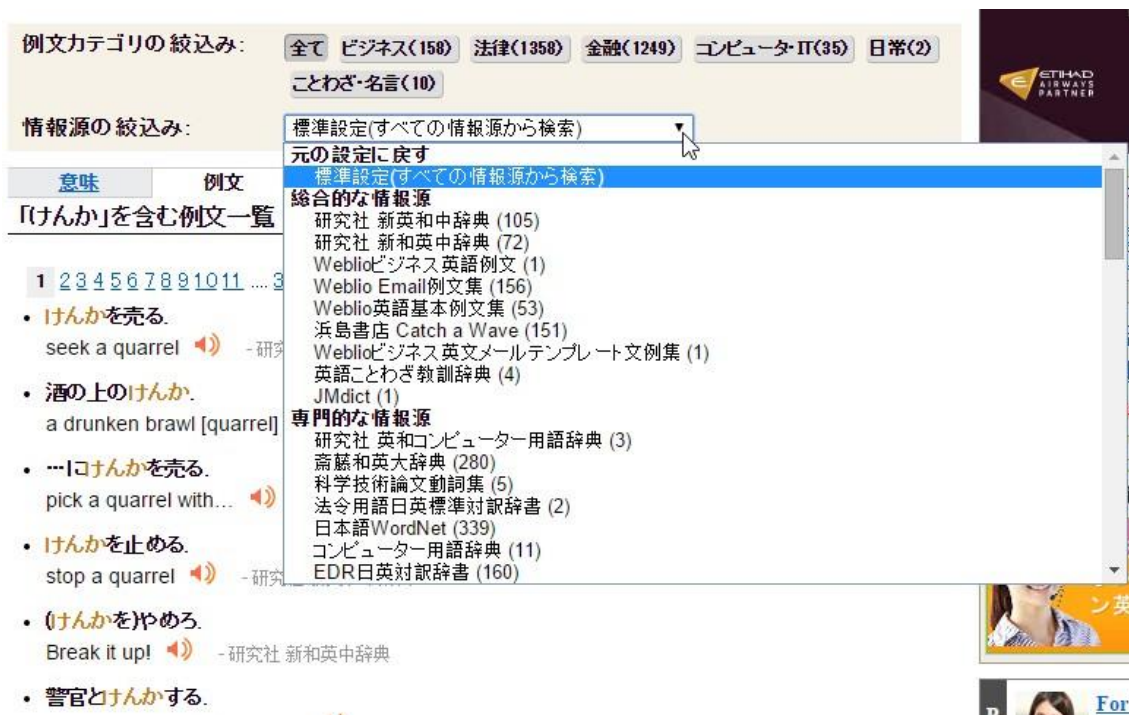 例文カテゴリの絞込み:
全て ビジネス(158) 法律(1358) 金融(1249) コンピュータ・IT(35) 日常(2)
ことわざ・名言(10)
ETIHAD
AIRWAYS
PARTNER
情報源の絞込み:
標準設定(すべての情報源から検索)
元の設定に戻す
標準設定(すべての情報源から検索)
総合的な情報源
研究社 新英和中辞典 (105)
研究社 新和英中辞典 (72)
Weblioビジネス英語例文 (1)
Weblio Email例文集 (156)
Weblio英語基本例文集 (53)
浜島書店 Catch a Wave (151)
Weblioビジネス英文メールテンプレート文例集 (1)
英語ことわざ教訓辞典 (4)
JMdict (1)
専門的な情報源
研究社 英和コンピューター用語辞典 (3)
斎藤和英大辞典 (280)
科学技術論文動詞集 (5)
法令用語日英標準対訳辞書 (2)
日本語WordNet (339)
コンピューター用語辞典 (11)
EDR日英対訳辞書 (160)
意味 例文
「けんか」を含む例文一覧
1 2 3 4 5 6 7 8 9 10 11 .... 3
• けんかを売る.
seek a quarrel -研究
• 酒の上のけんか.
a drunken brawl [quarrel]
• …にけんかを売る.
pick a quarrel with...
• けんかを止める.
stop a quarrel -研究
• (けんかを)やめろ.
Break it up! -研究社 新和英中辞典
• 警官とけんかする.
ン英
For